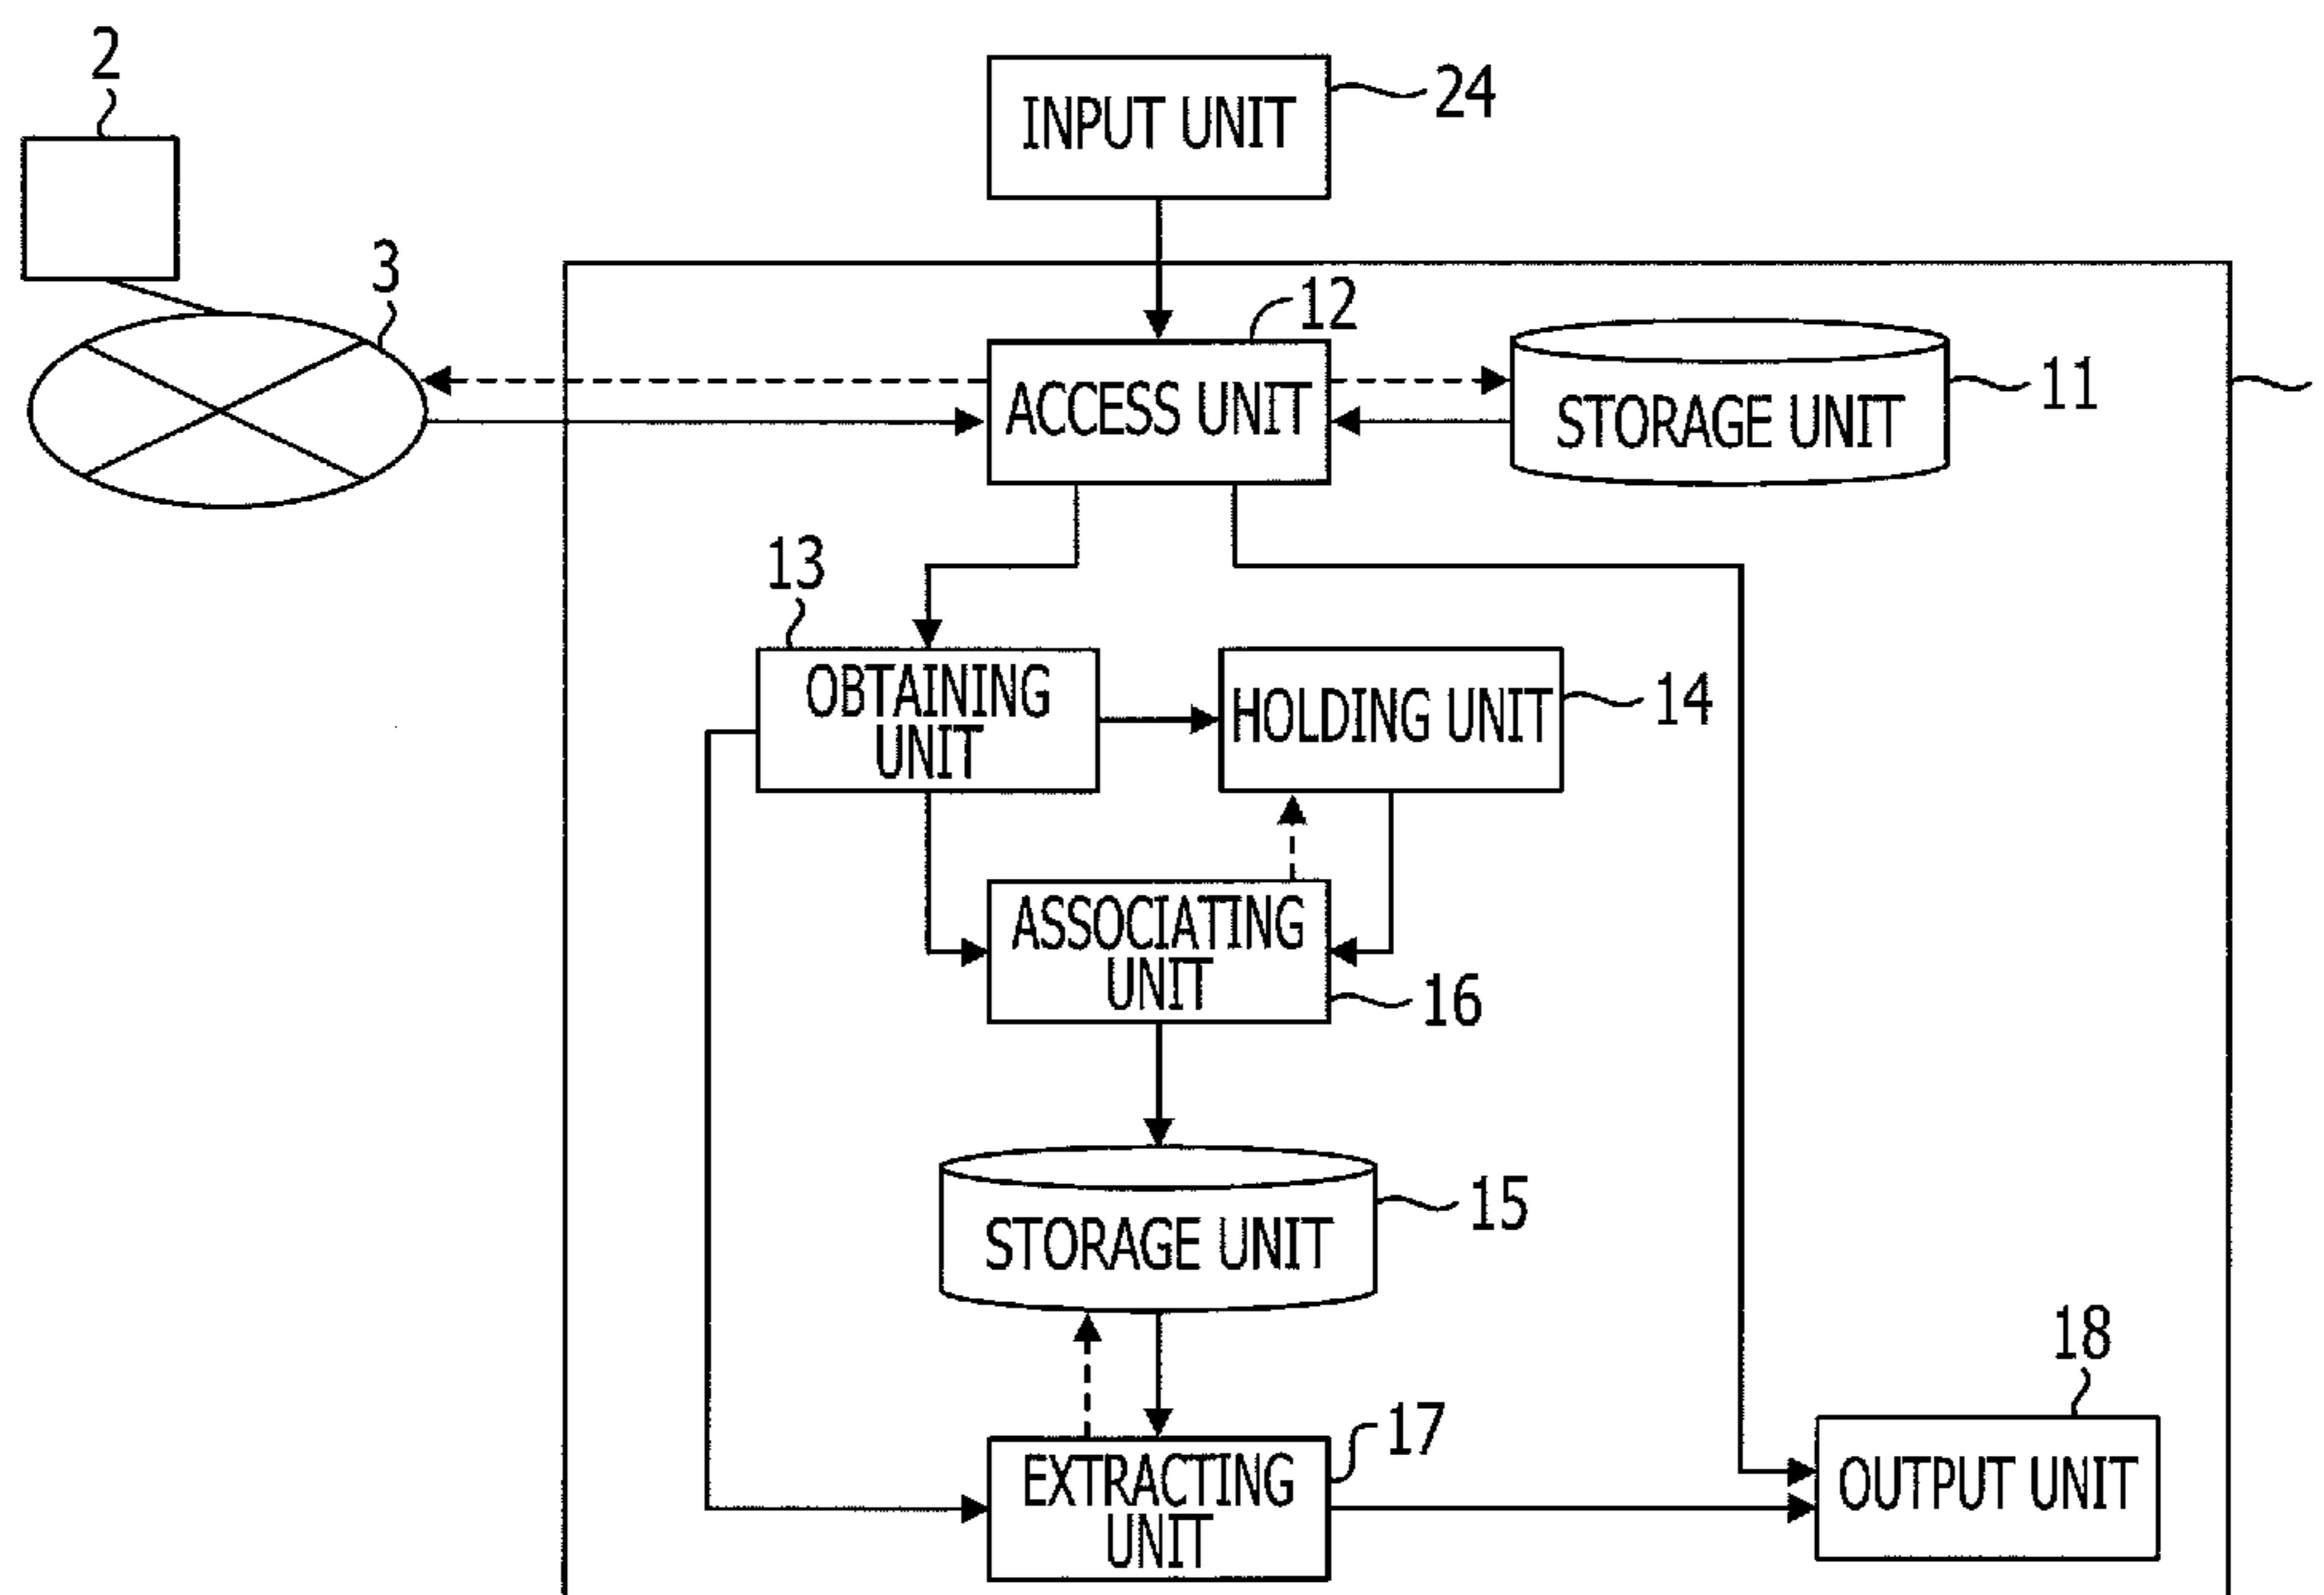 2
INPUT UNIT
24
3
12
ACCESS UNIT
STORAGE UNIT
11
13
OBTAINING
UNIT
HOLDING UNIT
14
ASSOCIATING
UNIT
16
STORAGE UNIT
15
18
17
EXTRACTING
UNIT
OUTPUT UNIT